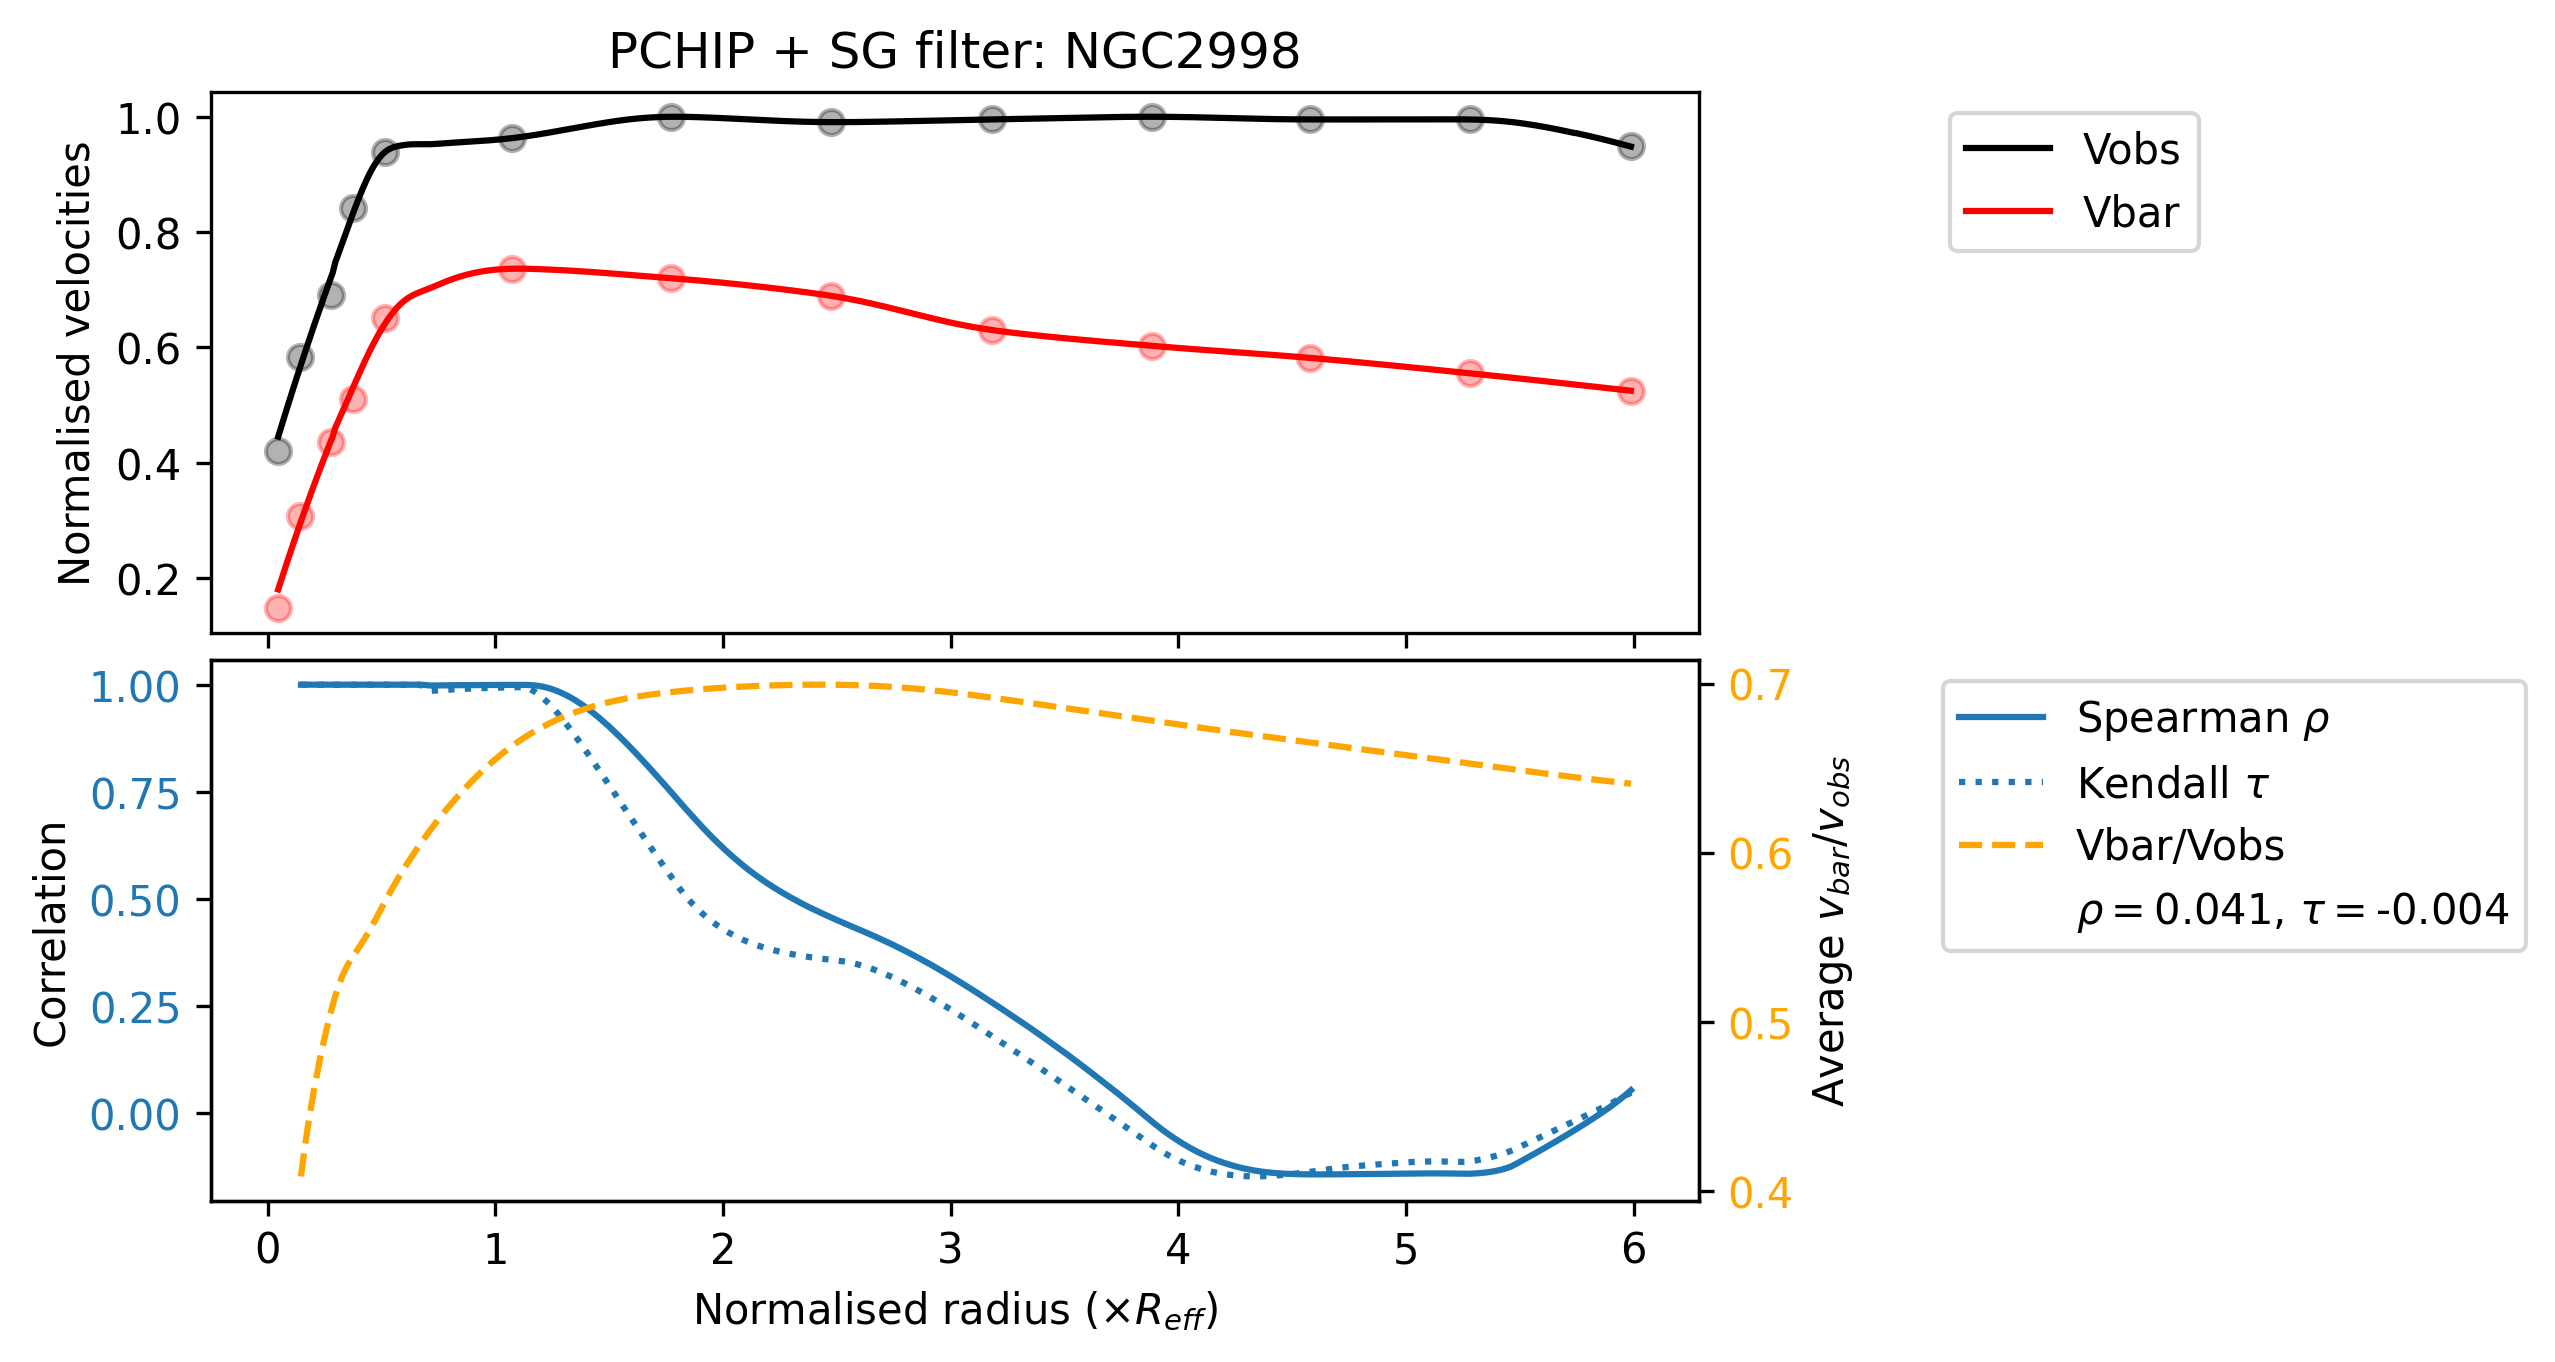 PCHIP + SG filter: NGC2998
Normalised velocities
1.0
0.8
0.6
0.4
0.2
Vobs
Vbar
Correlation
1.00
0.75
0.50
0.25
0.00
0.7
0.6
0.5
0.4
Average v_bar/v_obs
Spearman ρ
Kendall τ
Vbar/Vobs
ρ = 0.041, τ = -0.004
0 1 2 3 4 5 6
Normalised radius (×R_eff)